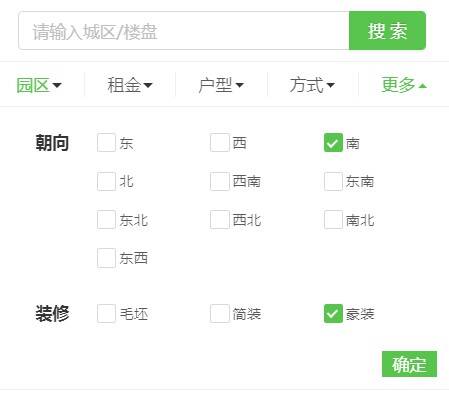 请输入城区/楼盘 搜 索
园区 租金 户型 方式 更多
朝向 东 西 南
北 西南 东南
东北 西北 南北
东西
装修 毛坯 简装 豪装
确定